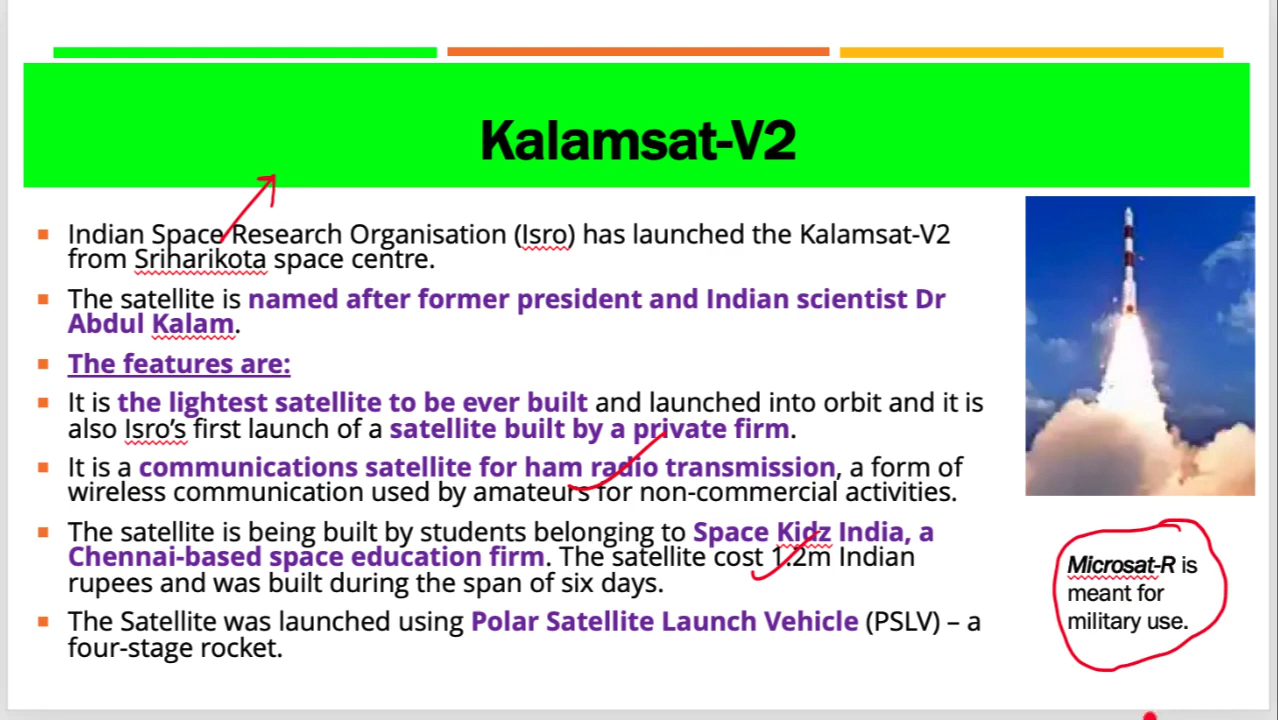 Kalamsat-V2
Indian Space Research Organisation (Isro) has launched the Kalamsat-V2
from Sriharikota space centre.
The satellite is named after former president and Indian scientist Dr
Abdul Kalam.
The features are:
It is the lightest satellite to be ever built and launched into orbit and it is
also Isro's first launch of a satellite built by a private firm.
It is a communications satellite for ham radio transmission, a form of
wireless communication used by amateurs for non-commercial activities.
The satellite is being built by students belonging to Space Kidz India, a
Chennai-based space education firm. The satellite cost 1.2m Indian
rupees and was built during the span of six days.
The Satellite was launched using Polar Satellite Launch Vehicle (PSLV) – a
four-stage rocket.
Microsat-R is
meant for
military use.